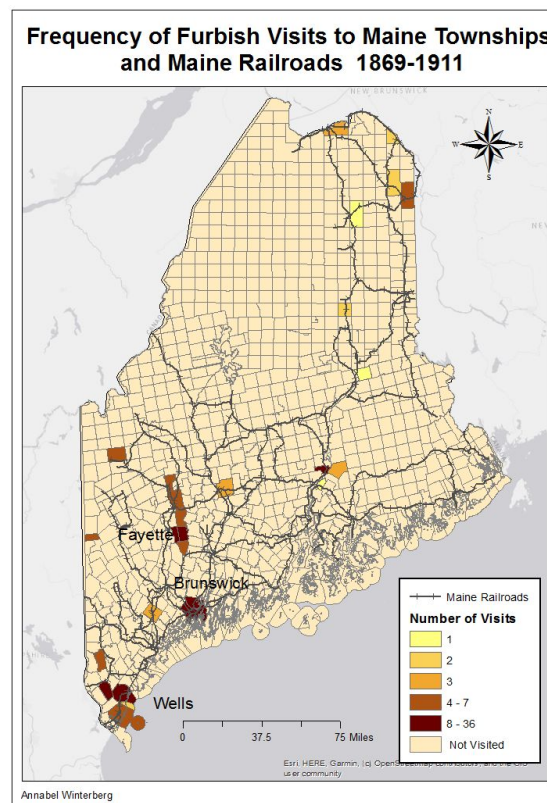 Frequency of Furbish Visits to Maine Townships
and Maine Railroads 1869-1911
NEW BRUNSWICK
N
W E
S
Fayette
Brunswick
Wells
Maine Railroads
Number of Visits
1
2
3
4 - 7
8 - 36
Not Visited
0 37.5 75 Miles
Esri, HERE, Garmin, (c) OpenStreetMap contributors, and the GIS
user community
Annabel Winterberg